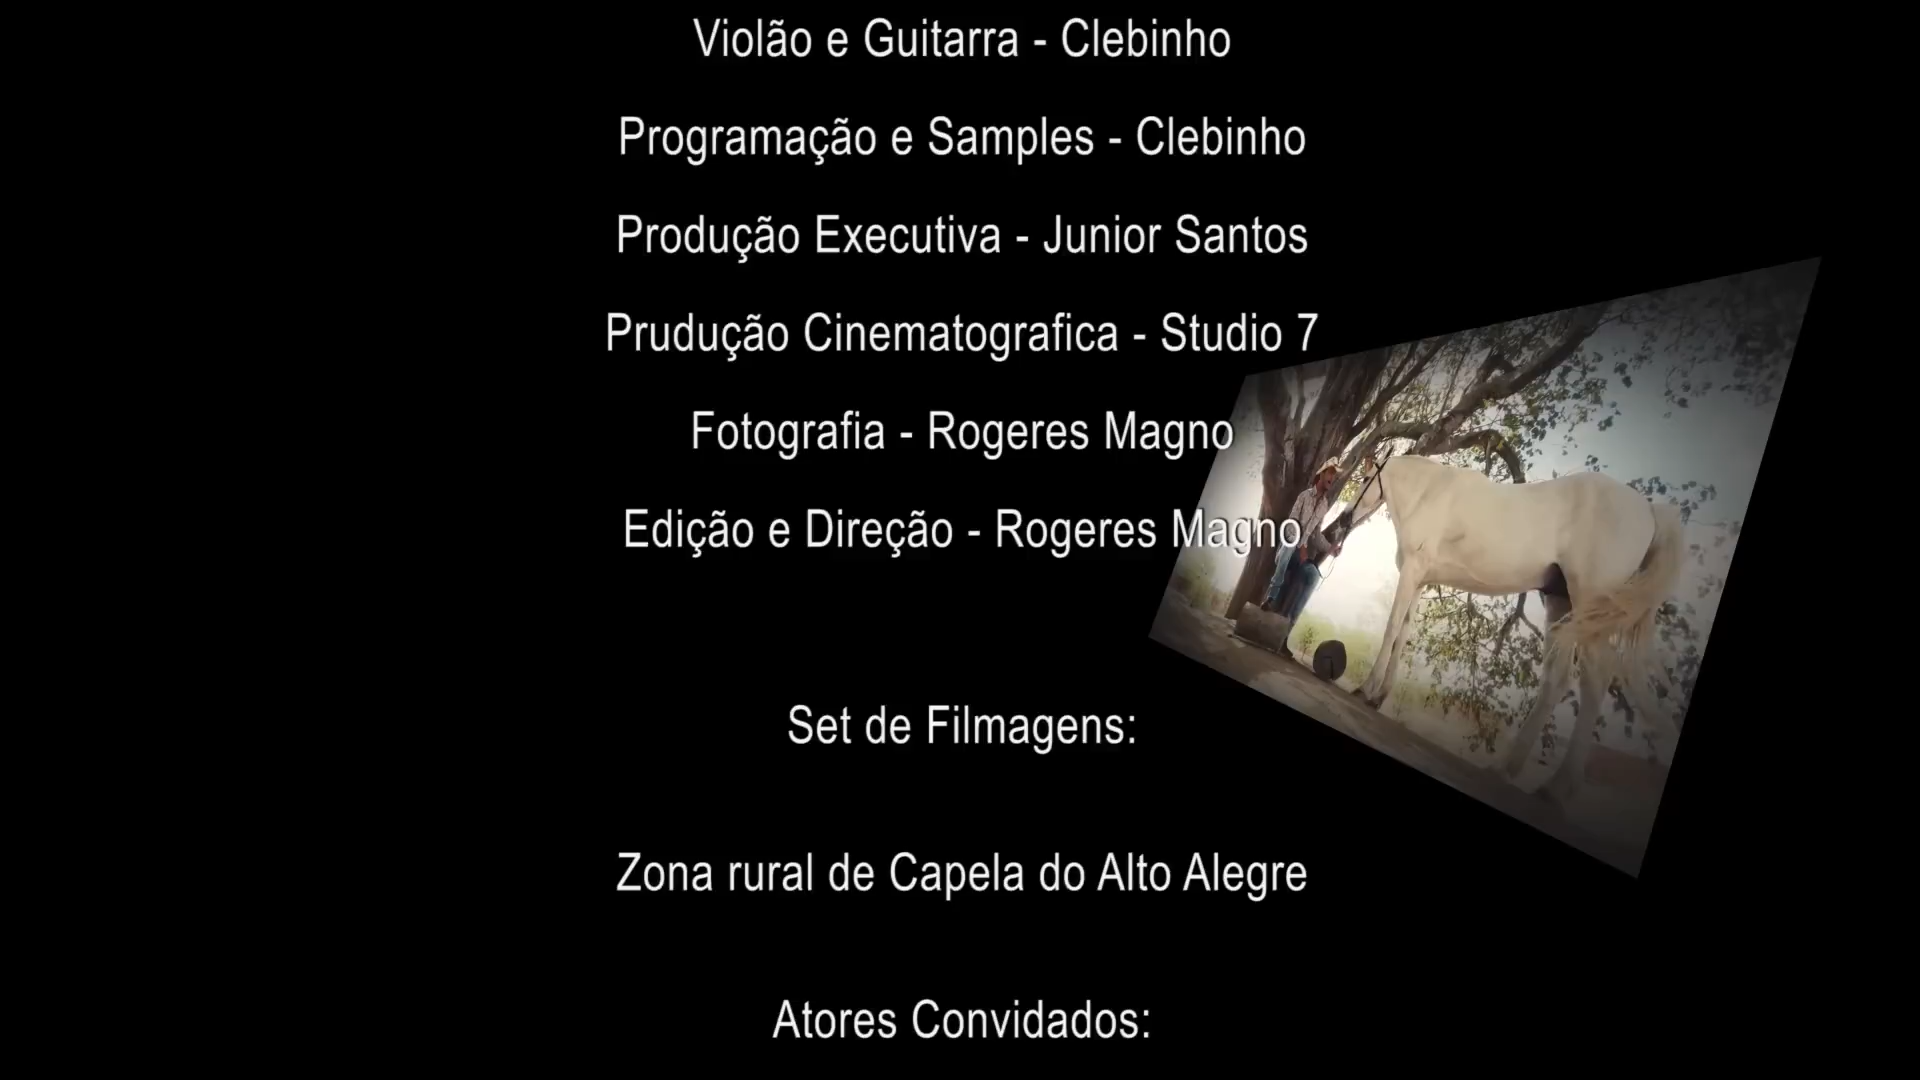 Violão e Guitarra - Clebinho
Programação e Samples - Clebinho
Produção Executiva - Junior Santos
Prudução Cinematografica - Studio 7
Fotografia - Rogeres Magno
Edição e Direção - Rogeres Magno
Set de Filmagens:
Zona rural de Capela do Alto Alegre
Atores Convidados: